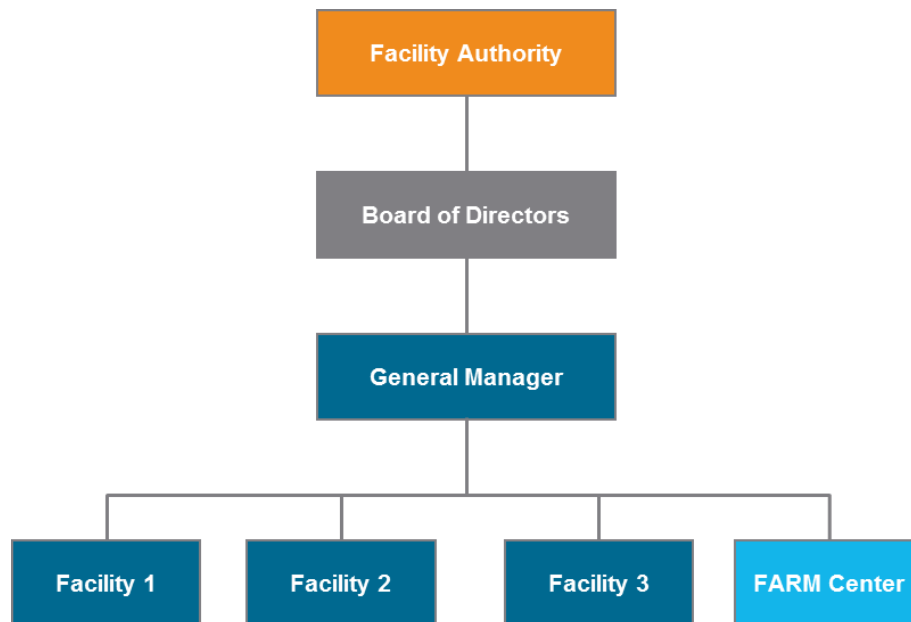 Facility Authority
Board of Directors
General Manager
Facility 1
Facility 2
Facility 3
FARM Center